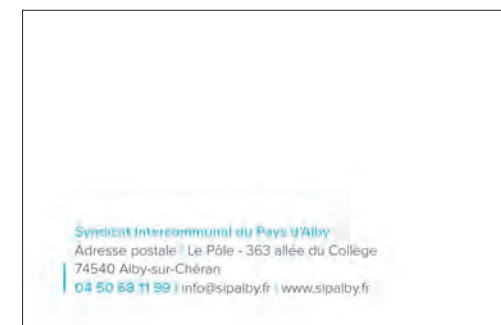 Syndicat Intercommunal du Pays d'Alby
Adresse postale | Le Pôle - 363 allée du Collège
74540 Alby-sur-Chéran
04 50 68 11 99 | info@sipalby.fr | www.sipalby.fr